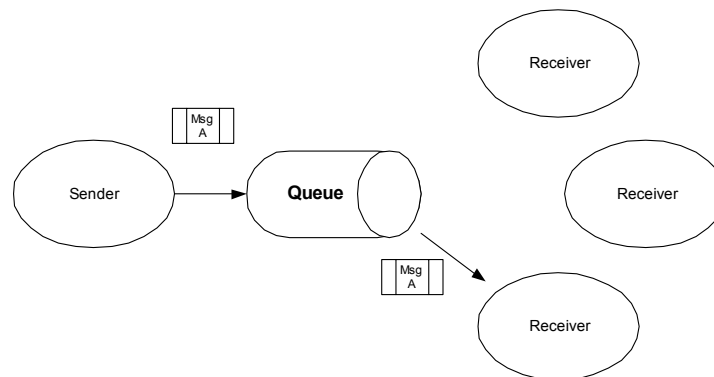 Receiver
Msg
A
Sender
Queue
Receiver
Msg
A
Receiver